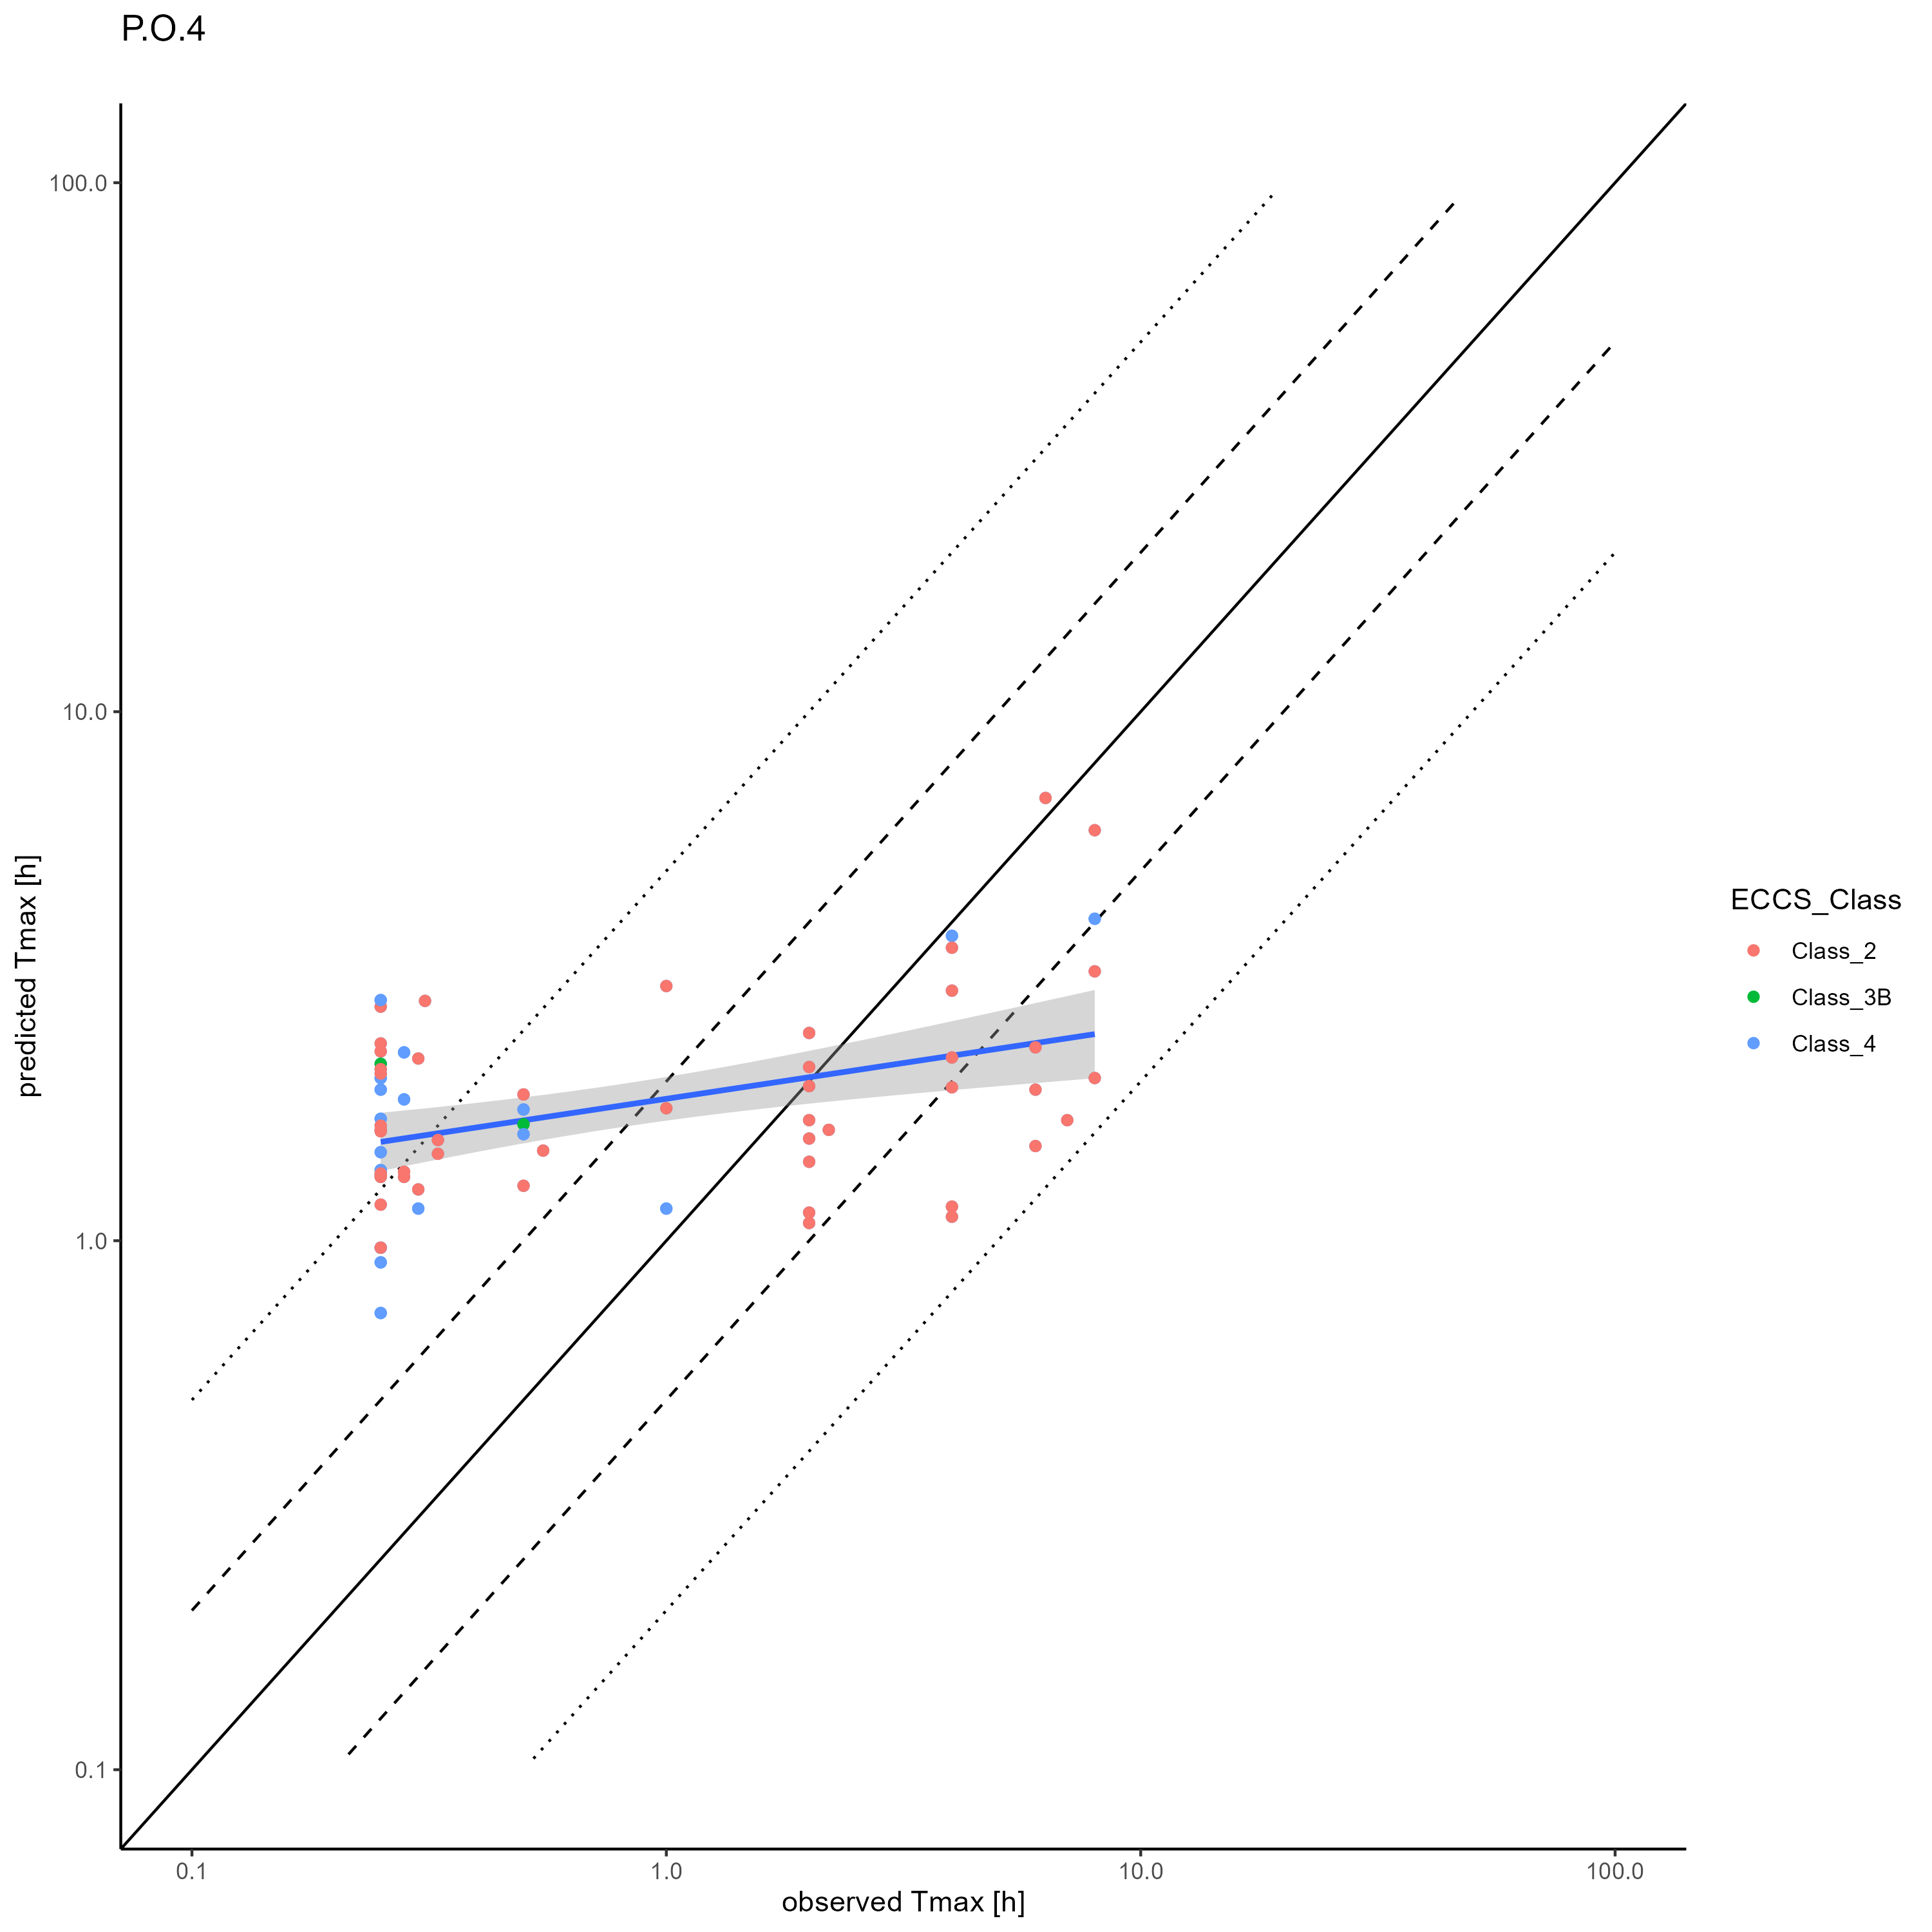 P.O.4
predicted Tmax [h]
100.0
10.0
1.0
0.1
0.1
1.0
10.0
100.0
observed Tmax [h]
ECCS_Class
Class_2
Class_3B
Class_4